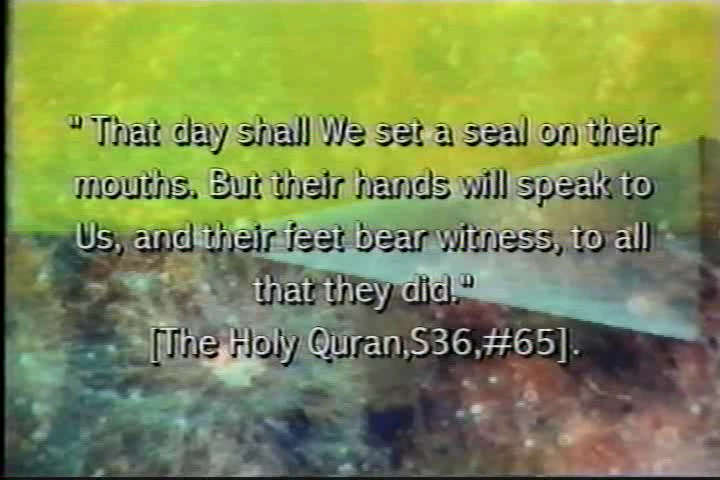 " That day shall We set a seal on their
mouths. But their hands will speak to
Us, and their feet bear witness, to all
that they did."
[The Holy Quran,S36,#65].